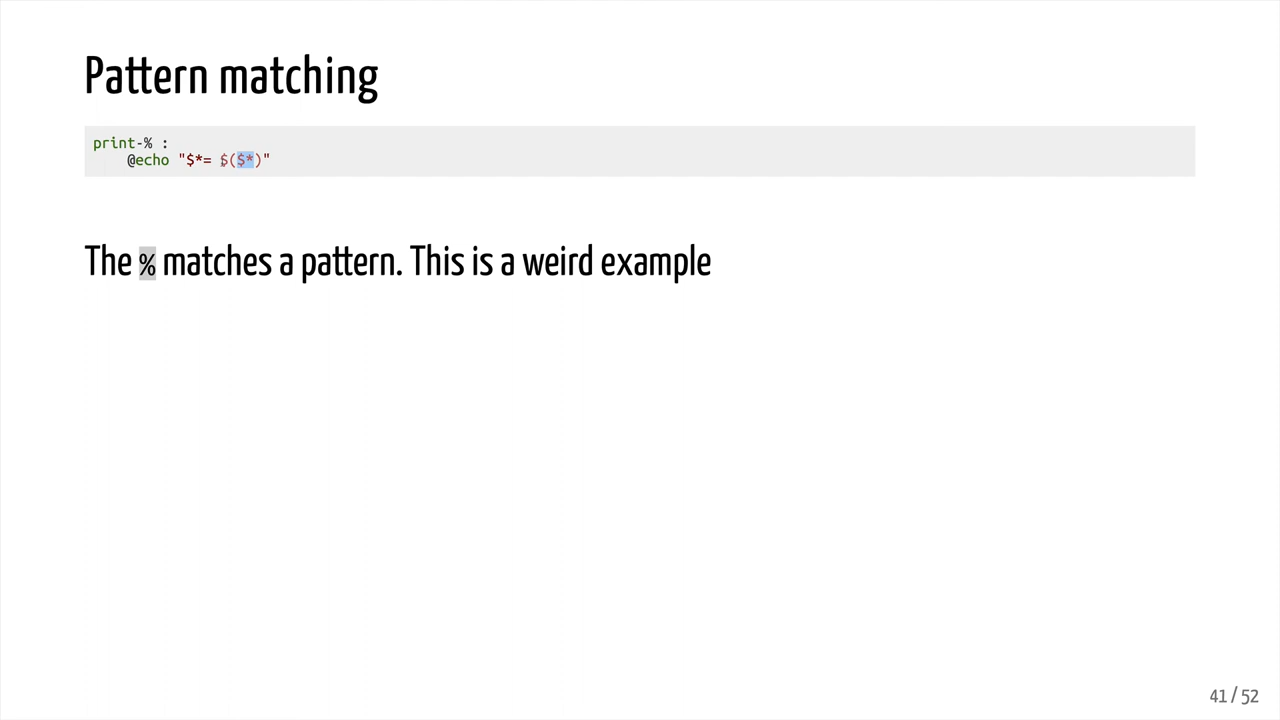 Pattern matching
print-% :
    @echo "$*= $($*)"
The % matches a pattern. This is a weird example
41 / 52